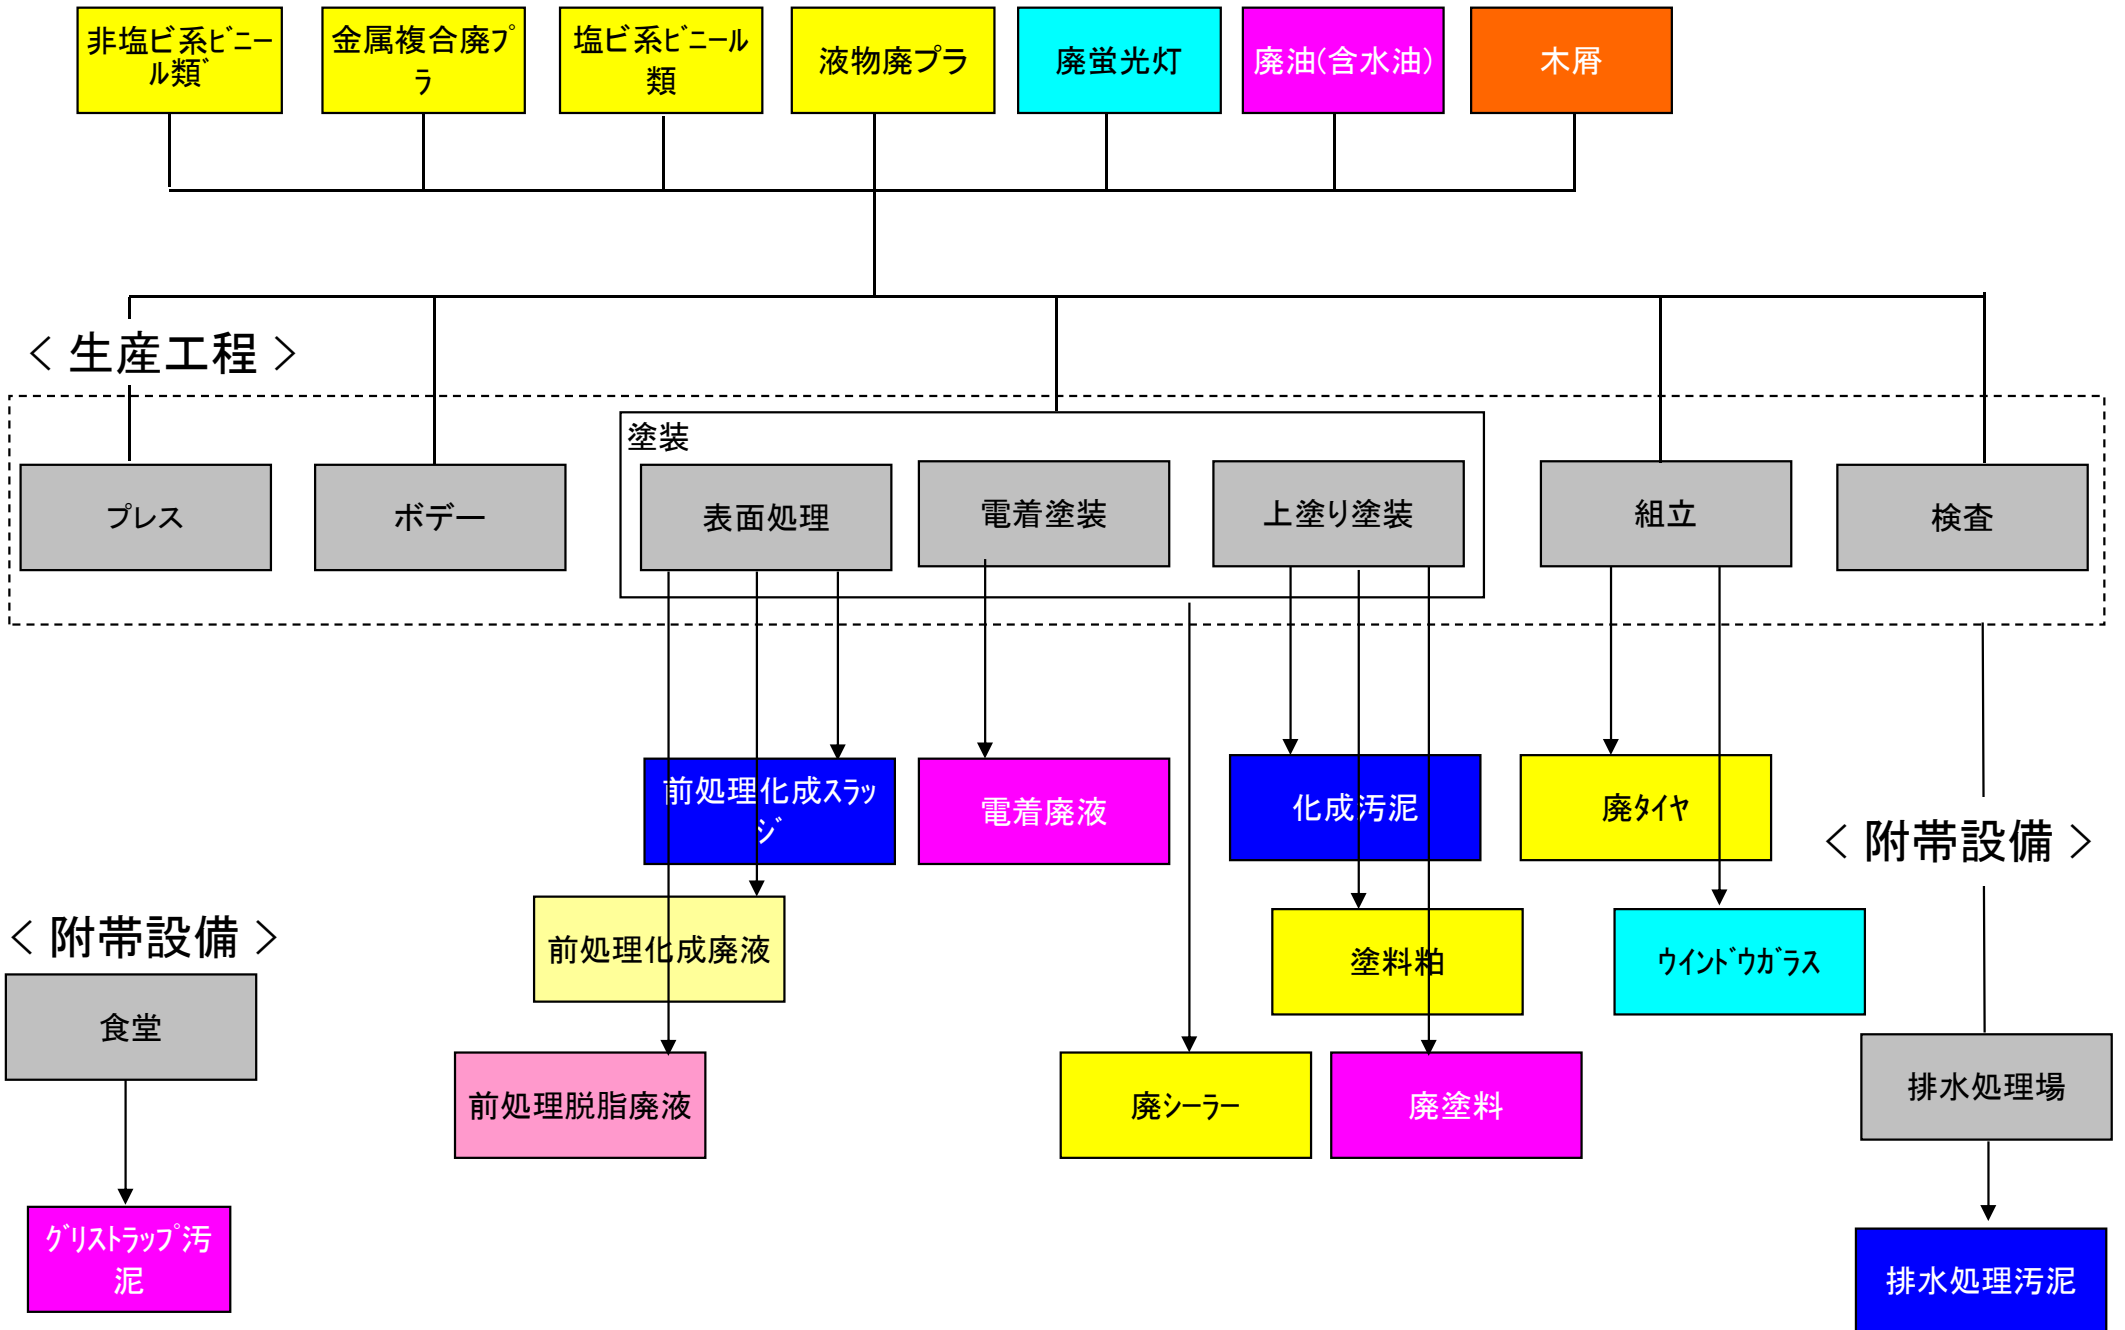 非塩ビ系ﾋﾞﾆｰ
ﾙ類ﾞ
金属複合廃ﾌﾟ
ﾗ
塩ビ系ﾋﾞﾆｰﾙ
類
液物廃プラ
廃蛍光灯
廃油(含水油)
木屑
＜生産工程＞
塗装
プレス
ボデー
表面処理
電着塗装
上塗り塗装
組立
検査
前処理化成ｽﾗｯ
ｼﾞ
電着廃液
化成汚泥
廃ﾀｲﾔ
＜附帯設備＞
＜附帯設備＞
前処理化成廃液
塗料粕
ｳｲﾝﾄﾞｳｶﾞﾗｽ
食堂
前処理脱脂廃液
廃ｼｰﾗｰ
廃塗料
排水処理場
ｸﾞﾘｽﾄﾗｯﾌﾟ汚
泥
排水処理汚泥